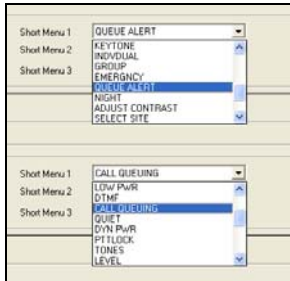 Short Menu 1 QUEUE ALERT
Short Menu 2
Short Menu 3
KEYTONE
INDVDUAL
GROUP
EMERGNCY
QUEUE ALERT
NIGHT
ADJUST CONTRAST
SELECT SITE
Short Menu 1 CALL QUEUING
Short Menu 2
Short Menu 3
LOW PWR
DTMF
CALL QUEUING
QUIET
DYN PWR
PTTLOCK
TONES
LEVEL